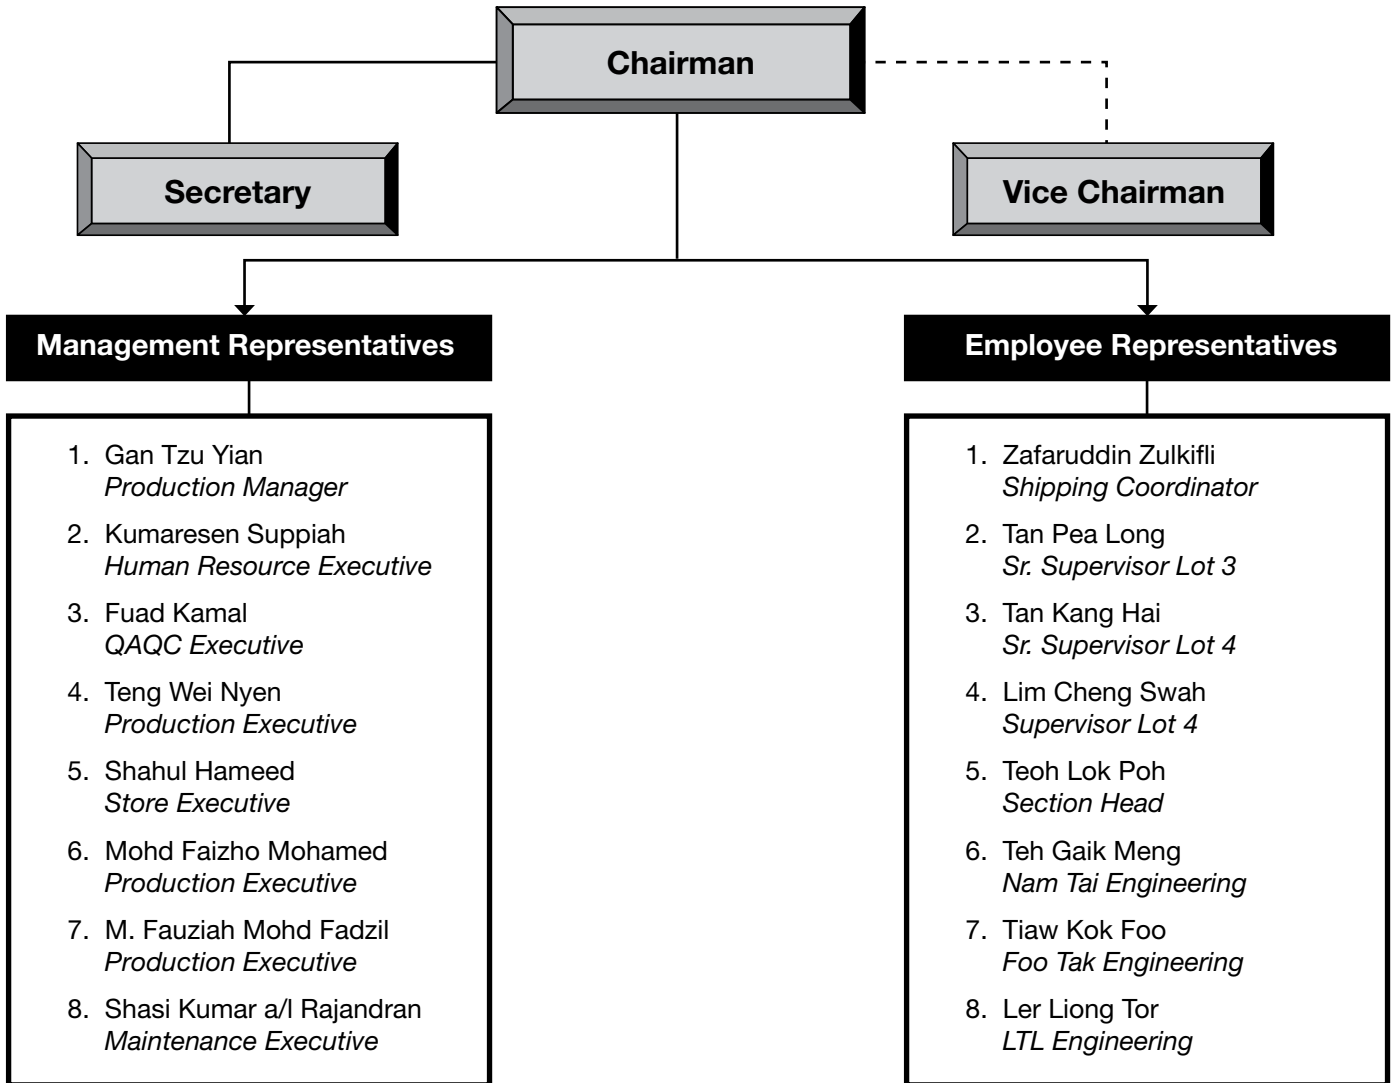 Chairman
Secretary
Vice Chairman
Management Representatives
1. Gan Tzu Yian
Production Manager
2. Kumaresen Suppiah
Human Resource Executive
3. Fuad Kamal
QAQC Executive
4. Teng Wei Nyen
Production Executive
5. Shahul Hameed
Store Executive
6. Mohd Faizho Mohamed
Production Executive
7. M. Fauziah Mohd Fadzil
Production Executive
8. Shasi Kumar a/l Rajandran
Maintenance Executive
Employee Representatives
1. Zafaruddin Zulkifli
Shipping Coordinator
2. Tan Pea Long
Sr. Supervisor Lot 3
3. Tan Kang Hai
Sr. Supervisor Lot 4
4. Lim Cheng Swah
Supervisor Lot 4
5. Teoh Lok Poh
Section Head
6. Teh Gaik Meng
Nam Tai Engineering
7. Tiaw Kok Foo
Foo Tak Engineering
8. Ler Liong Tor
LTL Engineering